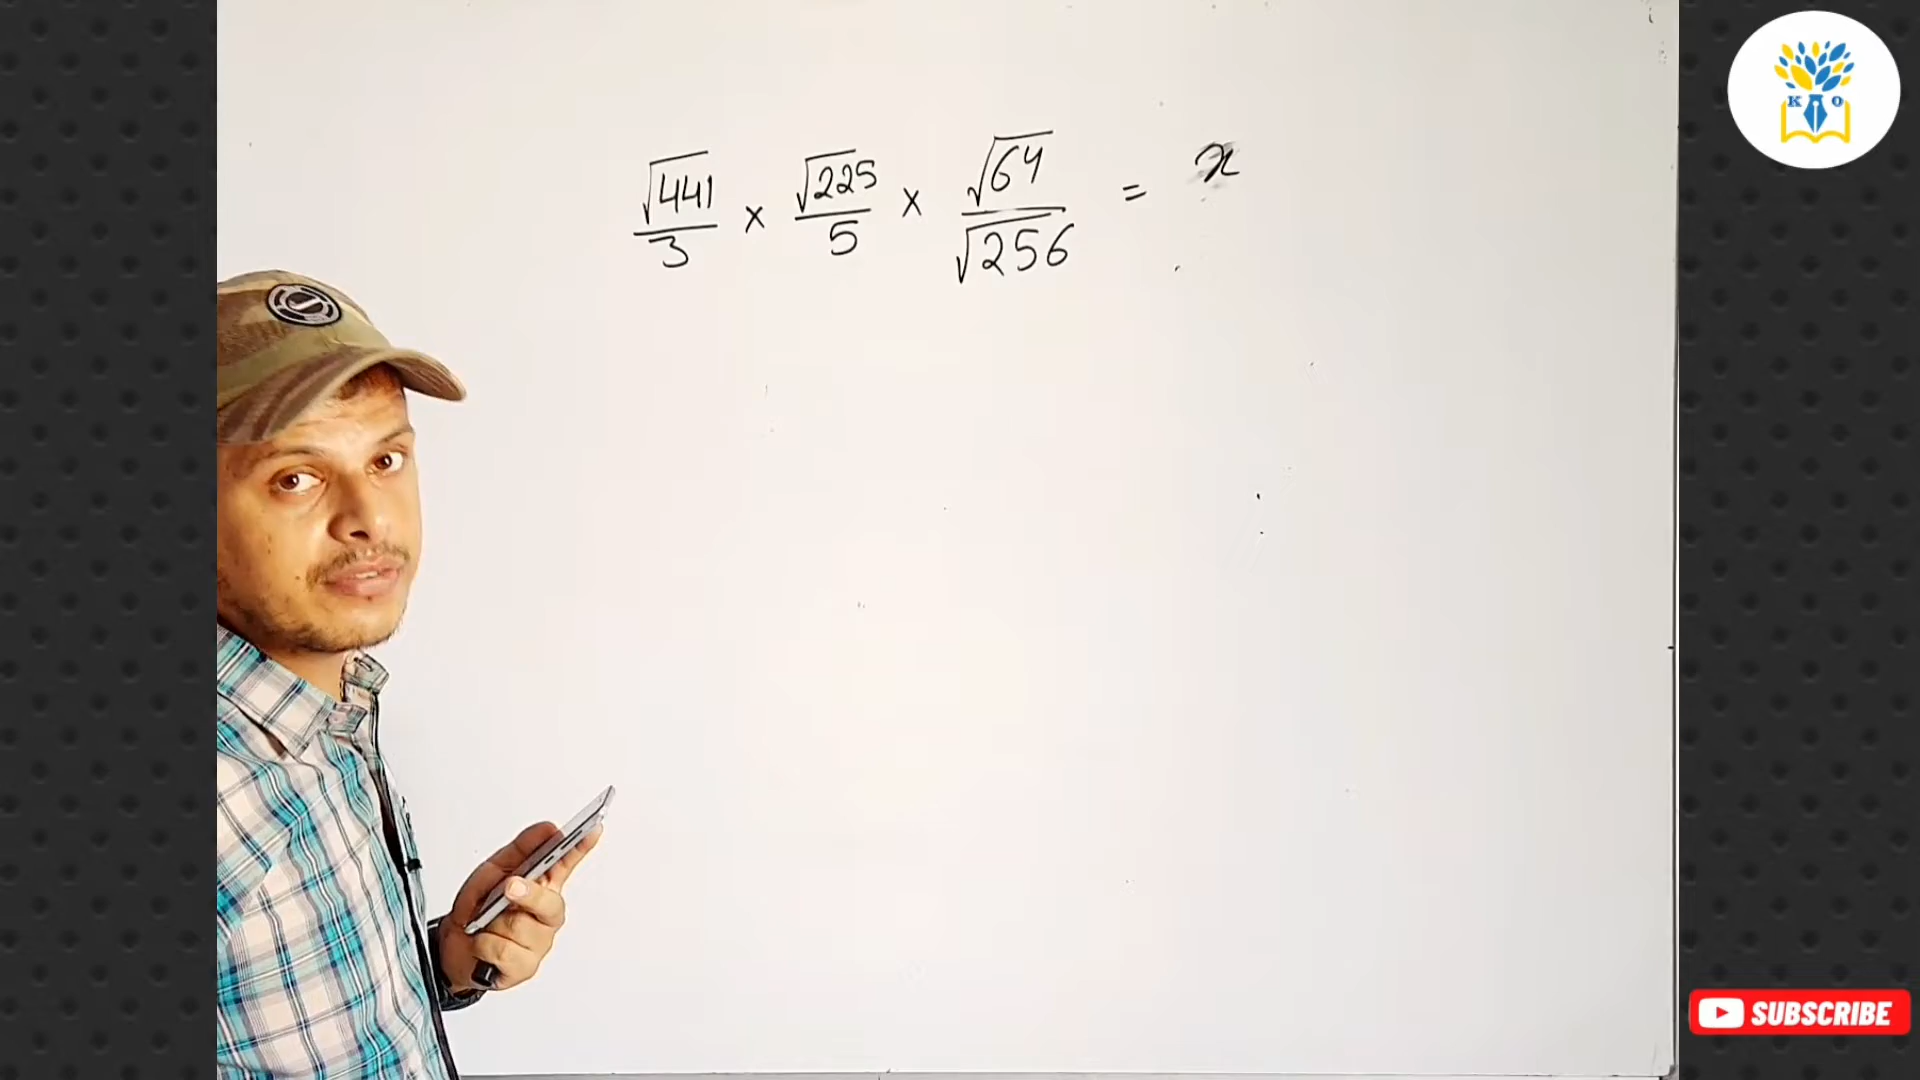 √441/3 × √225/5 × √64/√256 = x
K O
SUBSCRIBE